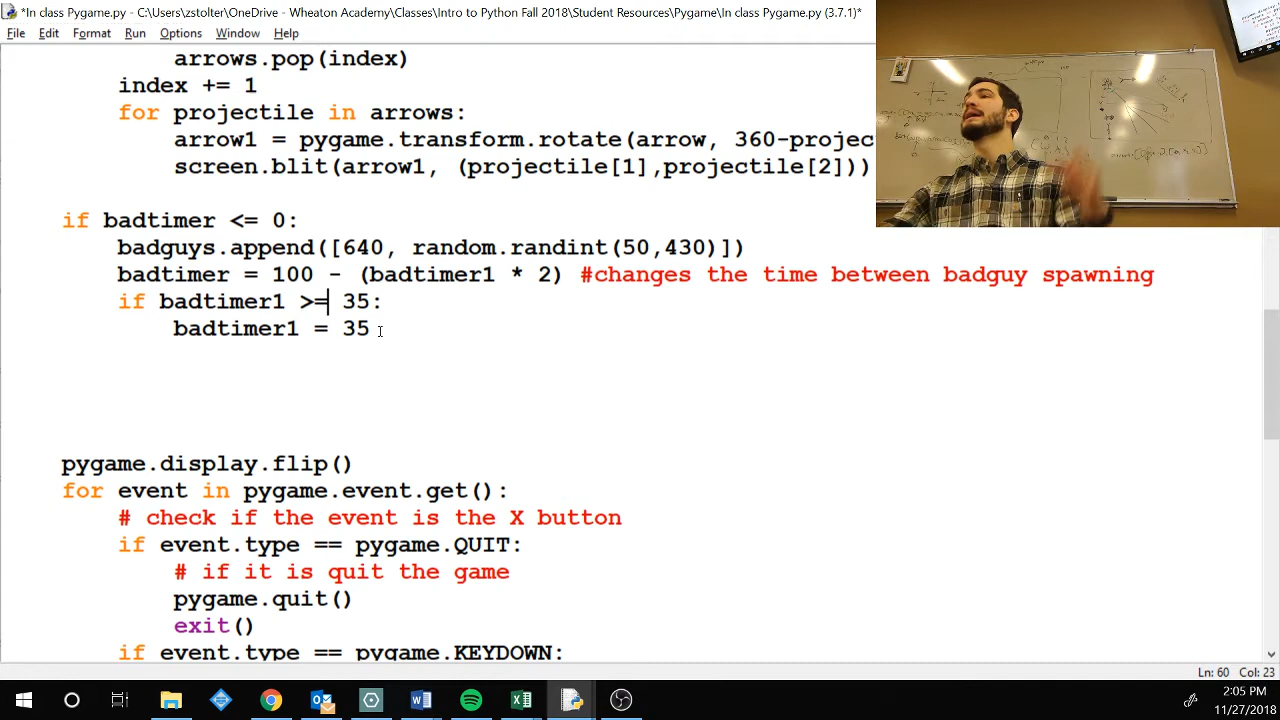 *In class Pygame.py - C:\Users\zstolter\OneDrive - Wheaton Academy\Classes\Intro to Python Fall 2018\Student Resources\Pygame\In class Pygame.py (3.7.1)*
File Edit Format Run Options Window Help
arrows.pop(index)
index += 1
for projectile in arrows:
arrow1 = pygame.transform.rotate(arrow, 360-projec
screen.blit(arrow1, (projectile[1],projectile[2]))
if badtimer <= 0:
badguys.append([640, random.randint(50,430)])
badtimer = 100 - (badtimer1 * 2) #changes the time between badguy spawning
if badtimer1 >= 35:
badtimer1 = 35
pygame.display.flip()
for event in pygame.event.get():
# check if the event is the X button
if event.type == pygame.QUIT:
# if it is quit the game
pygame.quit()
exit()
if event.type == pygame.KEYDOWN:
Ln: 60 Col: 23
2:05 PM
11/27/2018